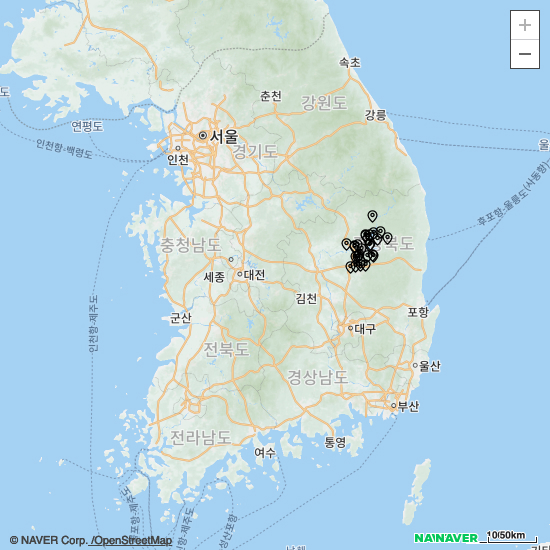 +
−
속초
도
춘천
강원도
강릉
연평도
서울
울
인천항-백령도
인천
경기도
후포항-울릉도(사동항)
충청남도
북도
세종
대전
김천
인천항-제주도
군산
포항
대구
전북도
울산
경상남도
부산
전라남도
통영
여수
© NAVER Corp. /OpenStreetMap
NAVER
10/50km